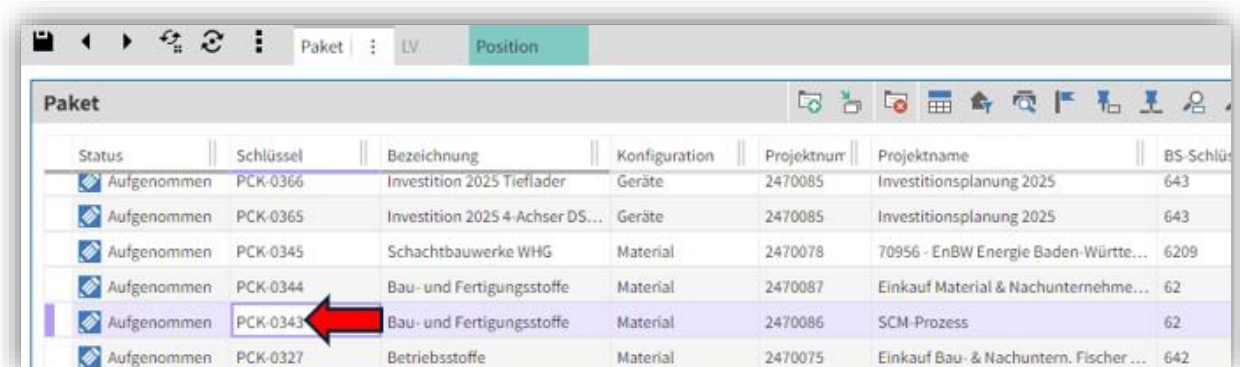 Paket LV Position
Paket
Status Schlüssel Bezeichnung Konfiguration Projektnum Projektname BS-Schlüs
Aufgenommen PCK-0366 Investition 2025 Tieflader Geräte 2470085 Investitionsplanung 2025 643
Aufgenommen PCK-0365 Investition 2025 4-Achser DS... Geräte 2470085 Investitionsplanung 2025 643
Aufgenommen PCK-0345 Schachtbauwerke WHG Material 2470078 70956 - EnBW Energie Baden-Württe... 6209
Aufgenommen PCK-0344 Bau- und Fertigungsstoffe Material 2470087 Einkauf Material & Nachunternehme... 62
Aufgenommen PCK-0343 Bau- und Fertigungsstoffe Material 2470086 SCM-Prozess 62
Aufgenommen PCK-0327 Betriebsstoffe Material 2470075 Einkauf Bau- & Nachuntern. Fischer ... 642